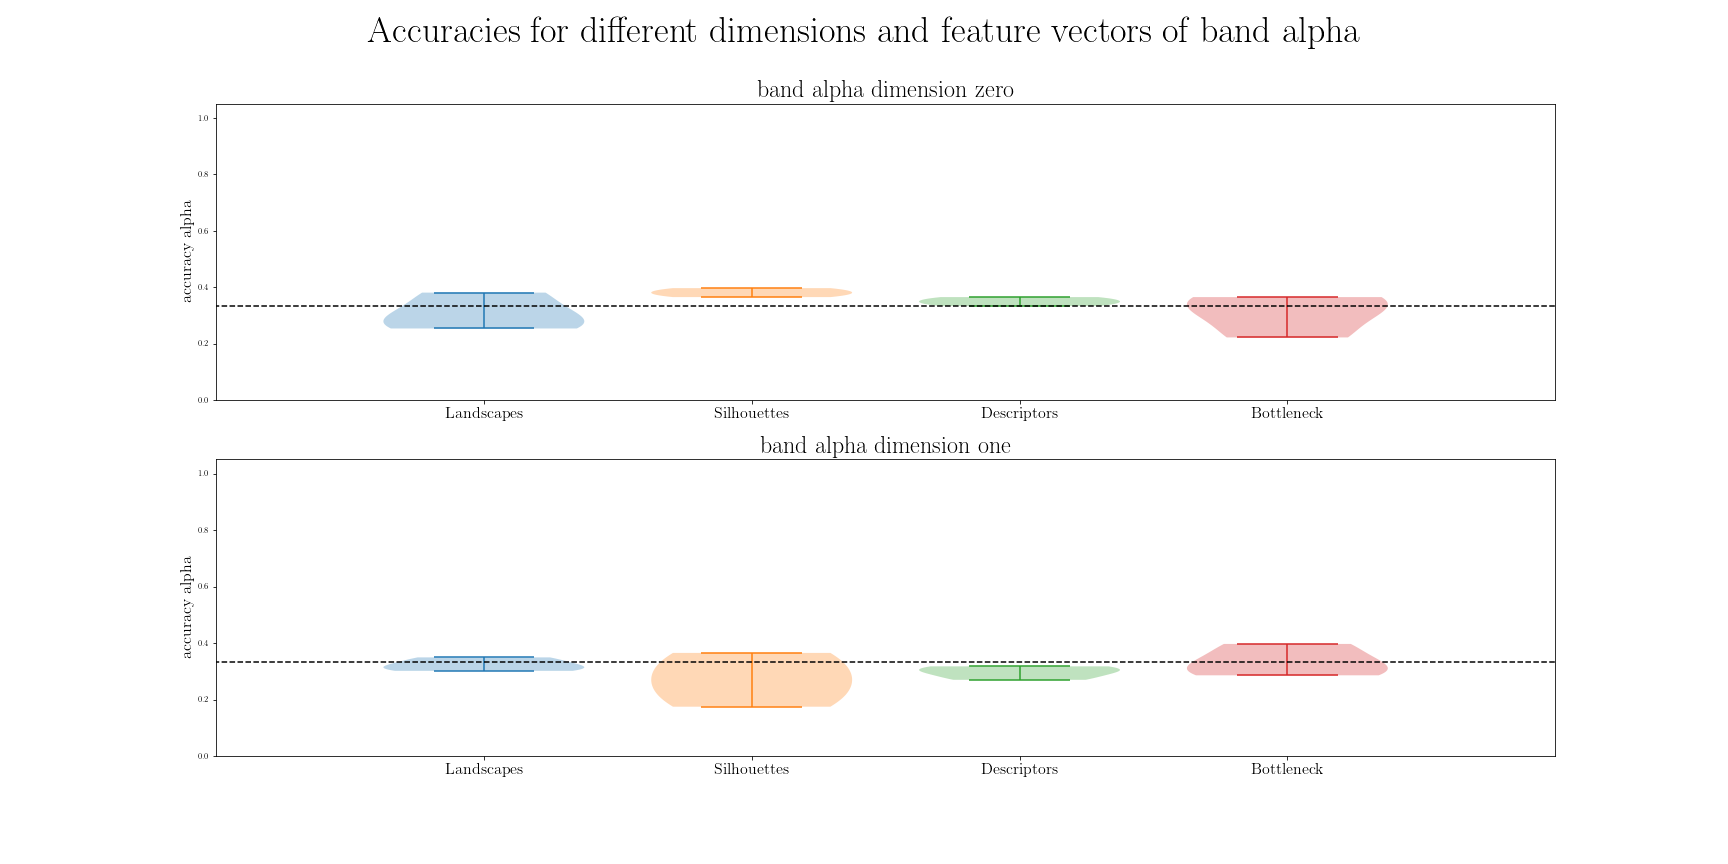 Accuracies for different dimensions and feature vectors of band alpha
band alpha dimension zero
accuracy alpha
1.0
0.8
0.6
0.4
0.2
0.0
Landscapes Silhouettes Descriptors Bottleneck
band alpha dimension one
accuracy alpha
1.0
0.8
0.6
0.4
0.2
0.0
Landscapes Silhouettes Descriptors Bottleneck